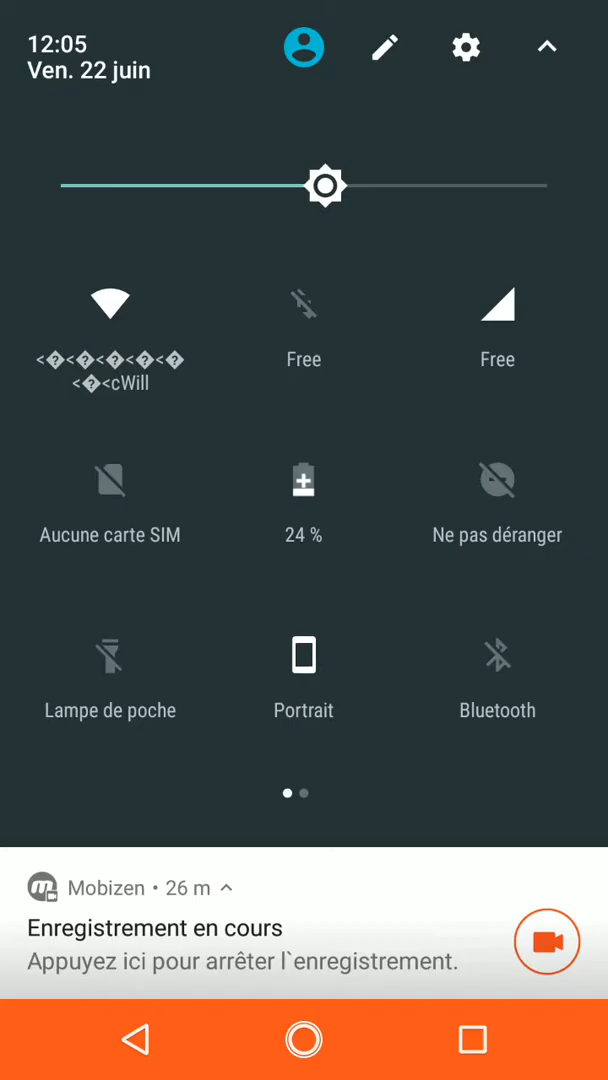 12:05
Ven. 22 juin
<�<�<�<�<�
<�<cWill
Free
Free
Aucune carte SIM
24 %
Ne pas déranger
Lampe de poche
Portrait
Bluetooth
Mobizen • 26 m
Enregistrement en cours
Appuyez ici pour arrêter l`enregistrement.